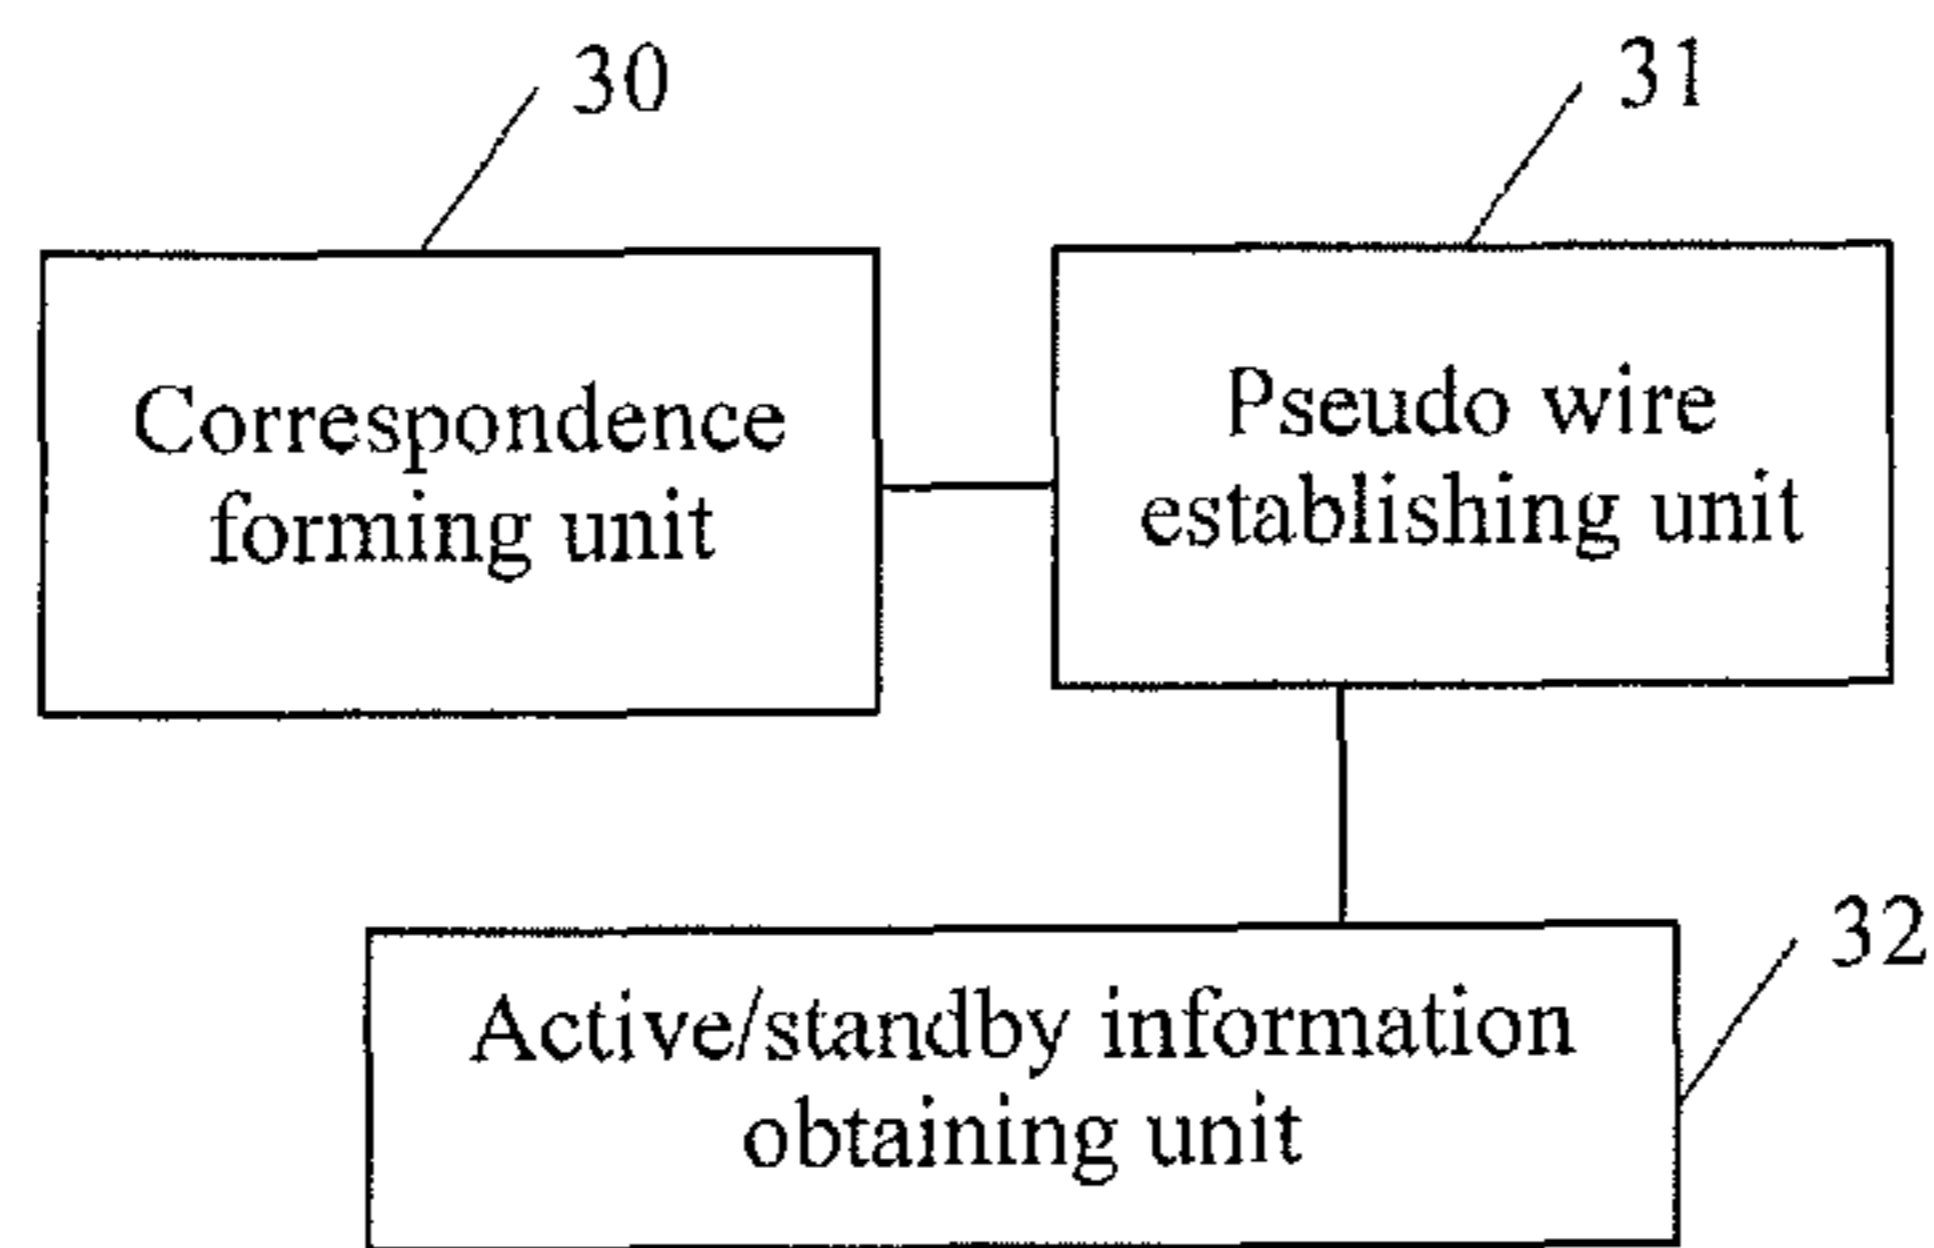 30
31
Correspondence
forming unit
Pseudo wire
establishing unit
32
Active/standby information
obtaining unit